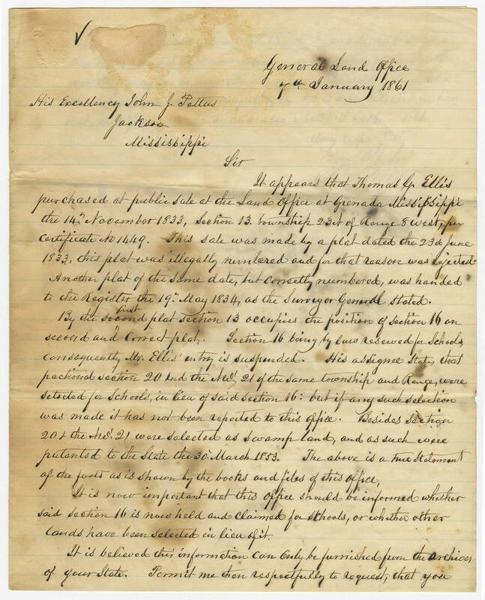 General Land Office
7th January 1861
His Excellency John J. Pettus
Jackson
Mississippi
Sir
It appears that Thomas G. Ellis
purchased at public sale at the Land Office at Grenada Mississippi
the 14th November 1833, Section 13. Township 23 N of Range 8 West, per
Certificate No 1449. This sale was made by a plat dated the 23d June
1833, this plat was illegally numbered and for that reason was rejected.
Another plat of the same date, but correctly numbered, was handed
to the Register the 19th May 1834, as the Surveyor General stated.
By the first plat Section 13 occupies the position of Section 16 on
second and correct plat. Section 16 being by law reserved for Schools,
consequently Mr. Ellis' entry is suspended. His assignee States, that
fractional section 20 and the NW. 21 of the same township and Range, were
selected for Schools, in lieu of said Section 16: but if any such selection
was made it has not been reported to this office. Besides Section
20 & the NW. 21 were selected as Swamp land, and as such were
patented to the State the 30 March 1853. The above is a true Statement
of the facts as is shown by the books and files of this office,
It is now important that this Office should be informed whether
said section 16 is now held and claimed for schools, or whether other
lands have been selected in lieu of it.
It is believed this information can only be furnished from the archives
of your State. Permit me then respectfully to request, that you